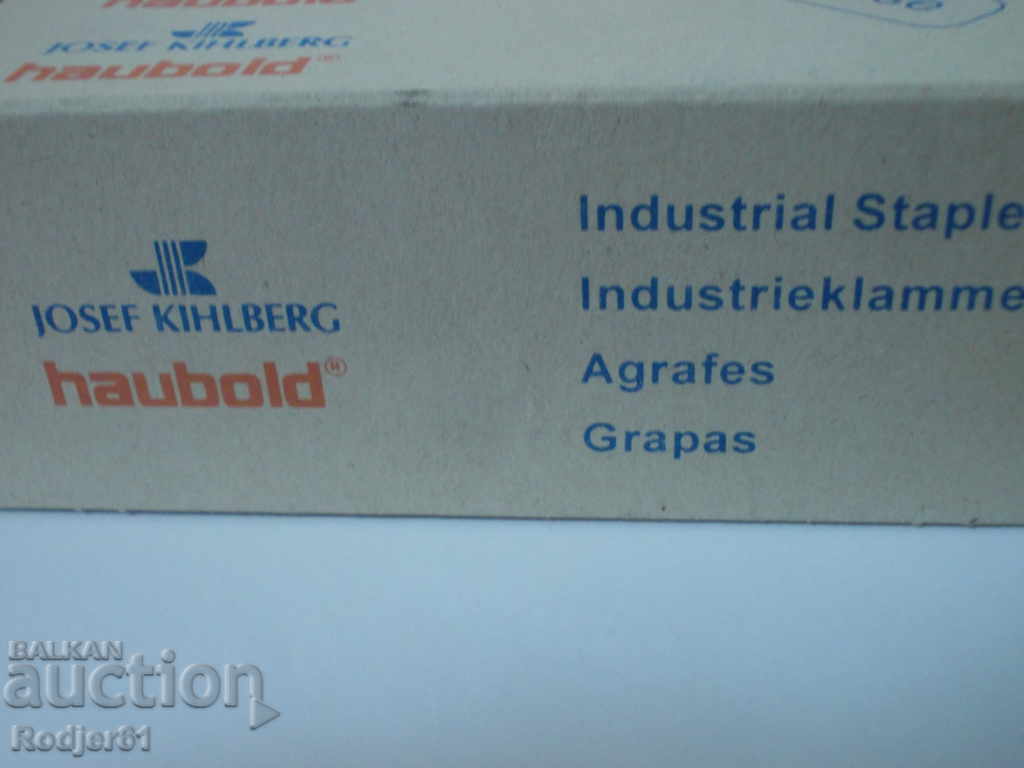 haubold
JOSEF KIHLBERG
haubold
JOSEF KIHLBERG
haubold®
Industrial Staple
Industrieklamme
Agrafes
Grapas
BALKAN
auction
Rodjer61